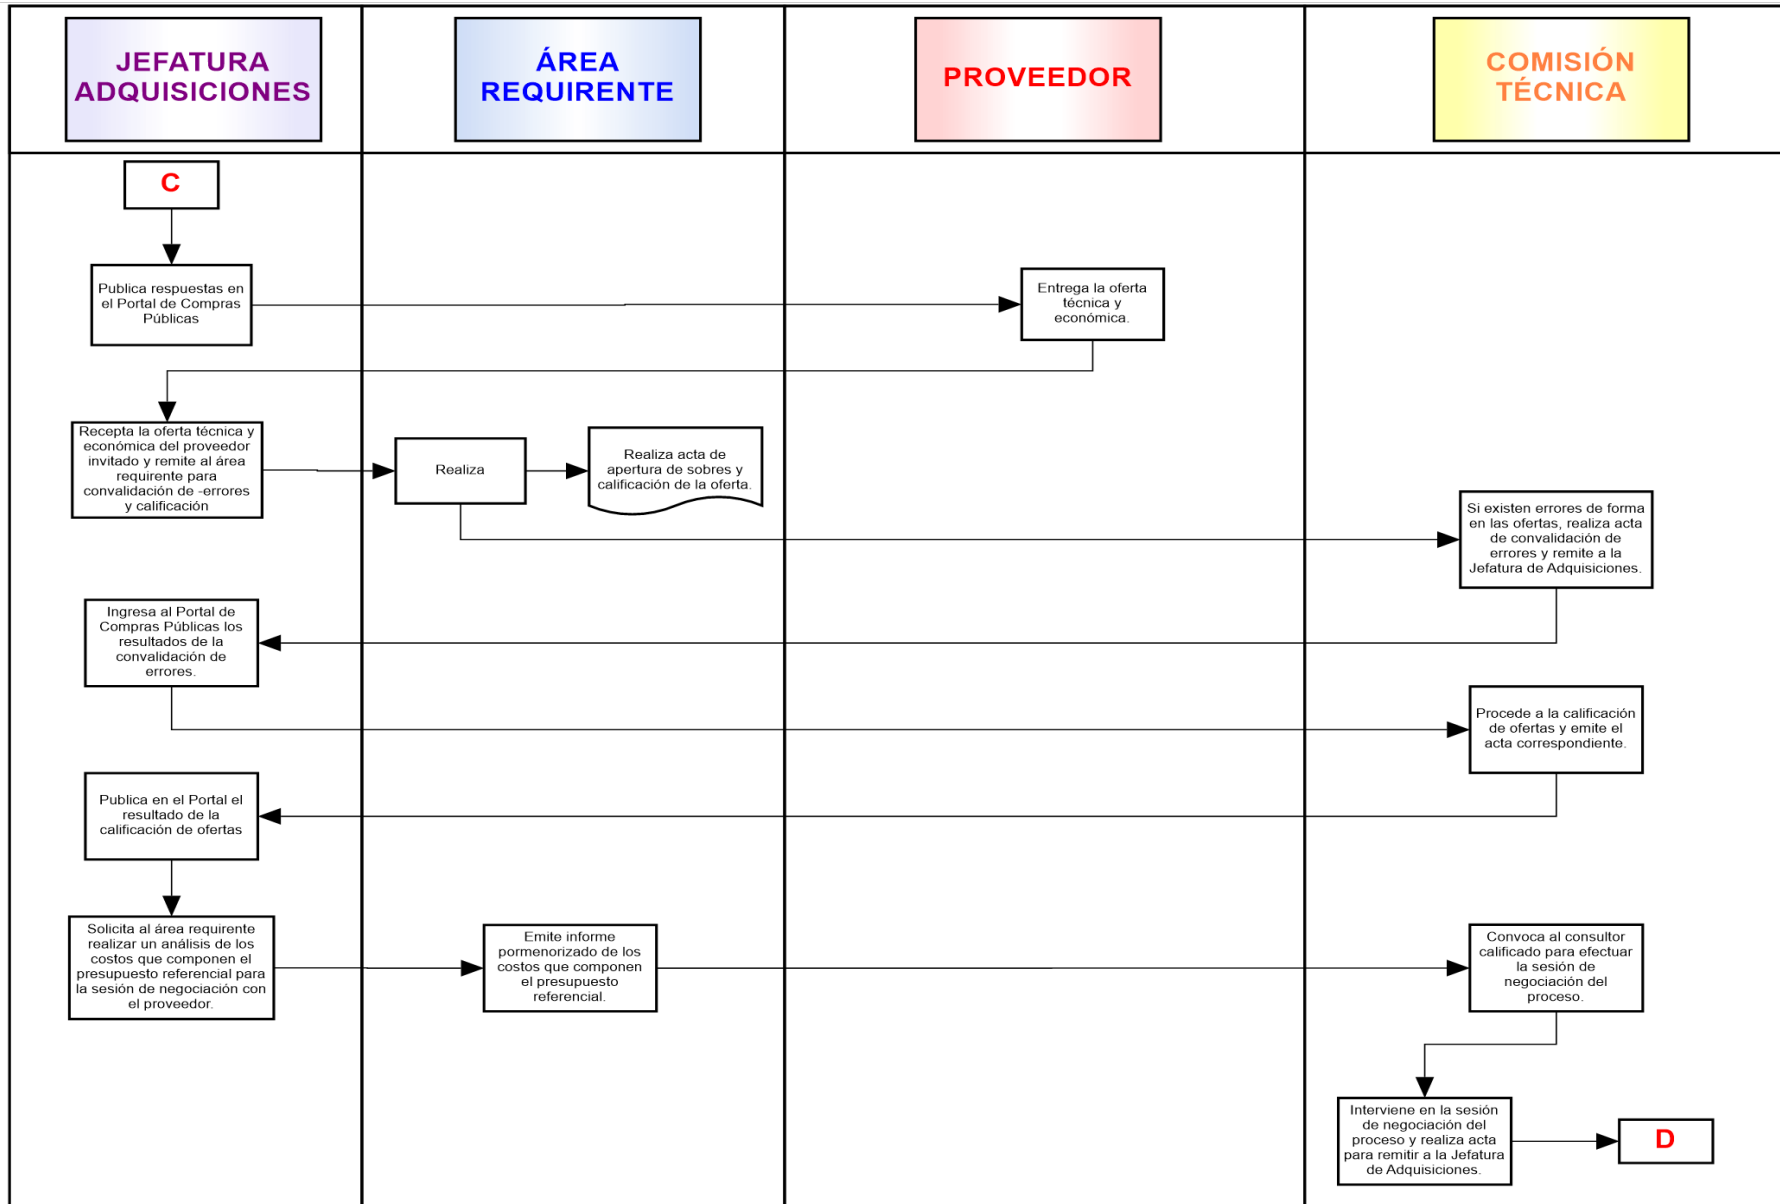 JEFATURA
ADQUISICIONES
ÁREA
REQUIRENTE
PROVEEDOR
COMISIÓN
TÉCNICA
C
Publica respuestas en
el Portal de Compras
Públicas
Entrega la oferta
técnica y
económica.
Recepta la oferta técnica y
económica del proveedor
invitado y remite al área
requirente para
convalidación de -errores
y calificación
Realiza
Realiza acta de
apertura de sobres y
calificación de la oferta.
Si existen errores de forma
en las ofertas, realiza acta
de convalidación de
errores y remite a la
Jefatura de Adquisiciones.
Ingresa al Portal de
Compras Públicas los
resultados de la
convalidación de
errores.
Procede a la calificación
de ofertas y emite el
acta correspondiente.
Publica en el Portal el
resultado de la
calificación de ofertas
Solicita al área requirente
realizar un análisis de los
costos que componen el
presupuesto referencial para
la sesión de negociación con
el proveedor.
Emite informe
pormenorizado de los
costos que componen
el presupuesto
referencial.
Convoca al consultor
calificado para efectuar
la sesión de
negociación del
proceso.
Interviene en la sesión
de negociación del
proceso y realiza acta
para remitir a la Jefatura
de Adquisiciones.
D